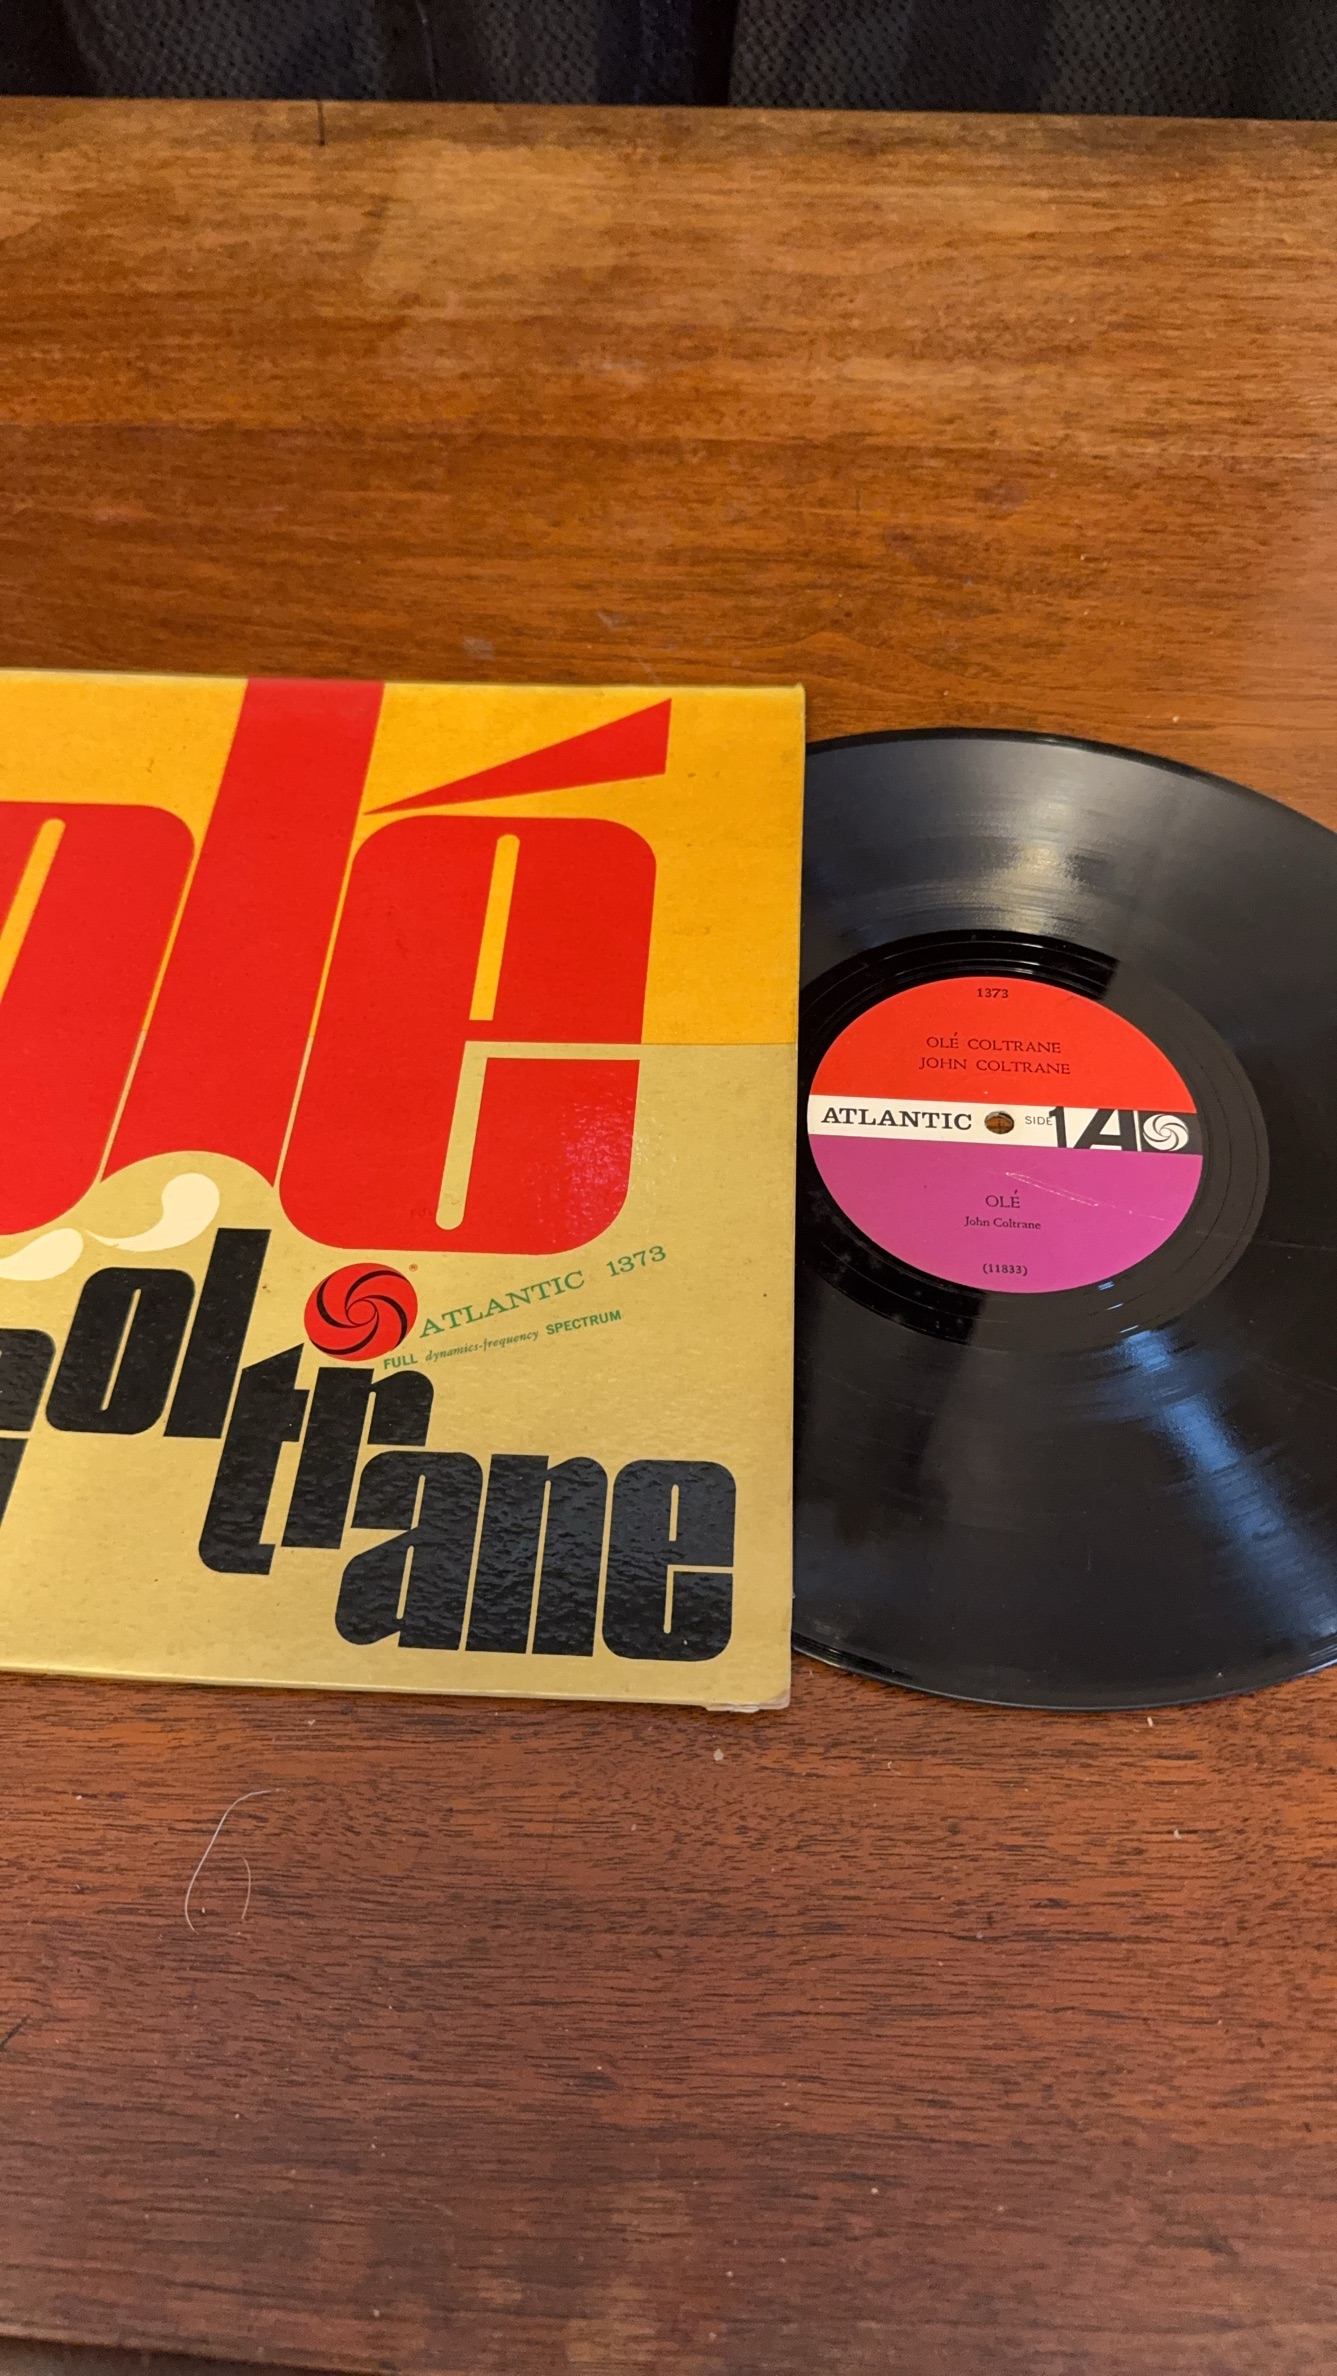 olé
coltrane
ATLANTIC 1373
FULL dynamics-frequency SPECTRUM
1373
OLÉ COLTRANE
JOHN COLTRANE
ATLANTIC SIDE 1 A
OLÉ
John Coltrane
(11833)